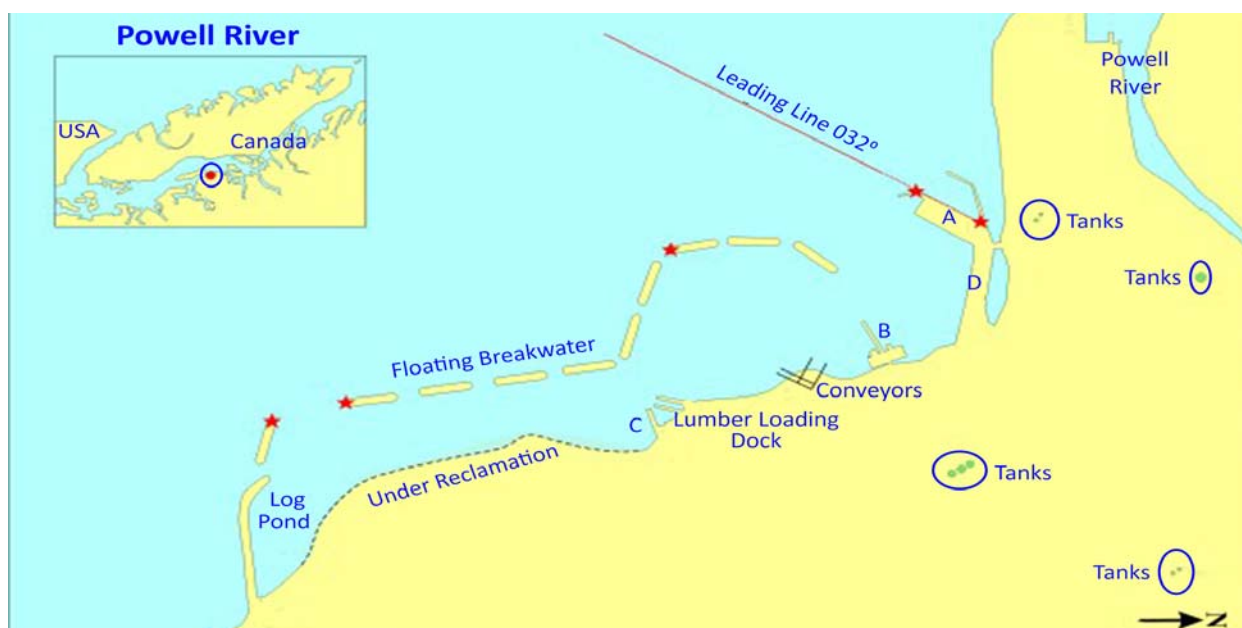 Powell River
USA
Canada
Leading Line 032º
Powell
River
A
Tanks
Tanks
D
B
Floating Breakwater
Conveyors
C
Lumber Loading
Dock
Under Reclamation
Tanks
Log
Pond
Tanks
N